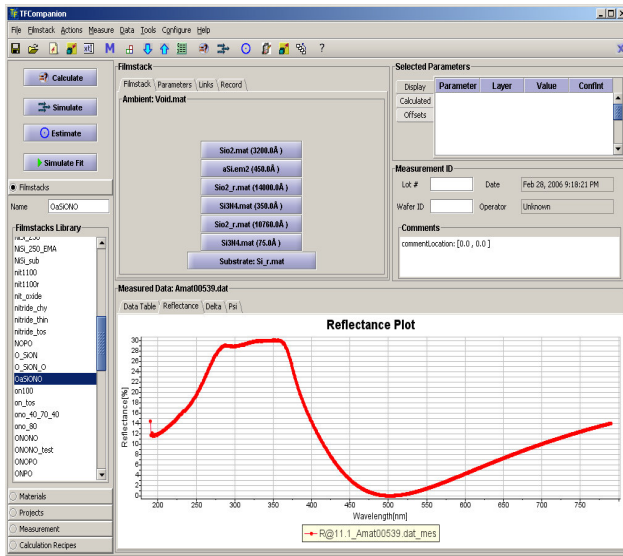 TFCompanion
File Filmstack Actions Measure Data Tools Configure Help
M ?
Calculate
Simulate
Estimate
Simulate Fit
Filmstacks
Name OaSiONO
Filmstacks Library
NiSi_250_EMA
NiSi_sub
nit1100
nit1100r
nit_oxide
nitride_chy
nitride_thin
nitride_tos
NOPO
O_SiON
O_SiON_O
OaSiONO
on100
on_tos
ono_40_70_40
ono_80
ONONO
ONONO_test
ONOPO
ONPO
Materials
Projects
Measurement
Calculation Recipes
Filmstack
Filmstack Parameters Links Record
Ambient: Void.mat
Sio2.mat (3200.0Å )
aSi.em2 (450.0Å )
Sio2_r.mat (14000.0Å )
Si3N4.mat (350.0Å )
Sio2_r.mat (10760.0Å )
Si3N4.mat (75.0Å )
Substrate: Si_r.mat
Selected Parameters
Display
Calculated
Offsets
Parameter Layer Value ConfInt
Measurement ID
Lot # Date Feb 28, 2006 9:18:21 PM
Wafer ID Operator Unknown
Comments
commentLocation: [0.0 , 0.0 ]
Measured Data: Amat00539.dat
Data Table Reflectance Delta Psi
Reflectance Plot
Reflectance[%]
30
28
26
24
22
20
18
16
14
12
10
8
6
4
2
0
200 250 300 350 400 450 500 550 600 650 700 750
Wavelength[nm]
R@11.1_Amat00539.dat_mes